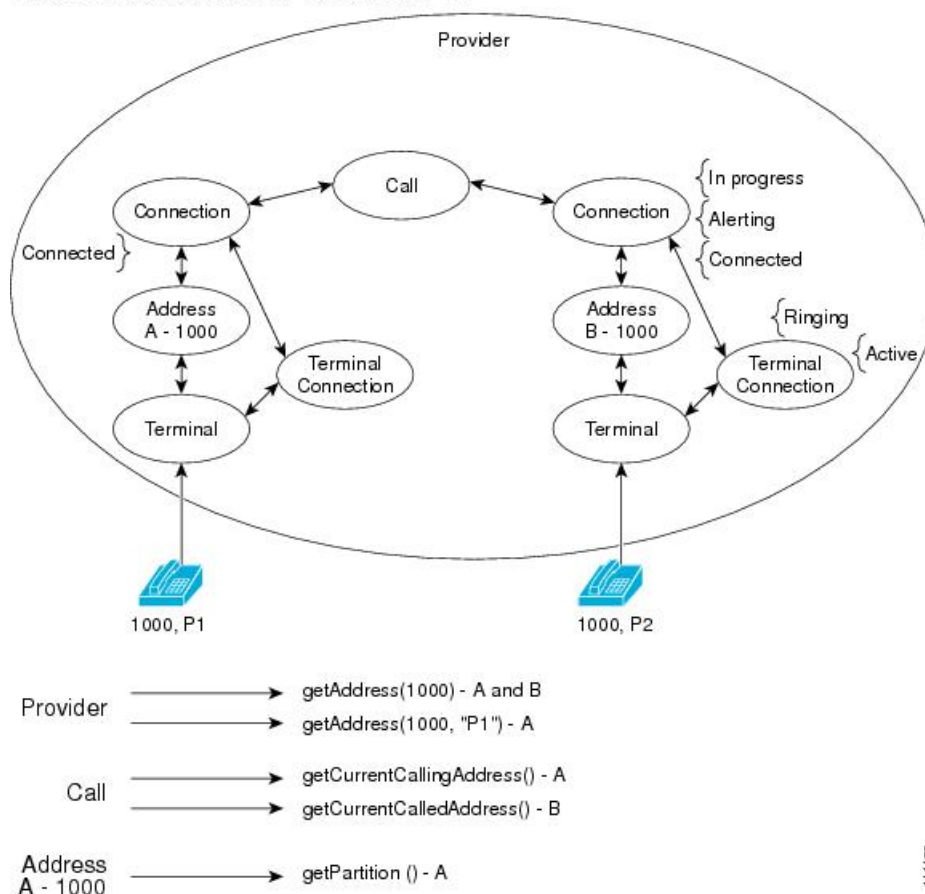 Provider
Call
In progress
Connection
Connection
Alerting
Connected
Connected
Address
A - 1000
Address
B - 1000
Ringing
Terminal
Connection
Terminal
Connection
Active
Terminal
Terminal
1000, P1
1000, P2
Provider
getAddress(1000) - A and B
getAddress(1000, "P1") - A
Call
getCurrentCallingAddress() - A
getCurrentCalledAddress() - B
Address
A - 1000
getPartition () - A